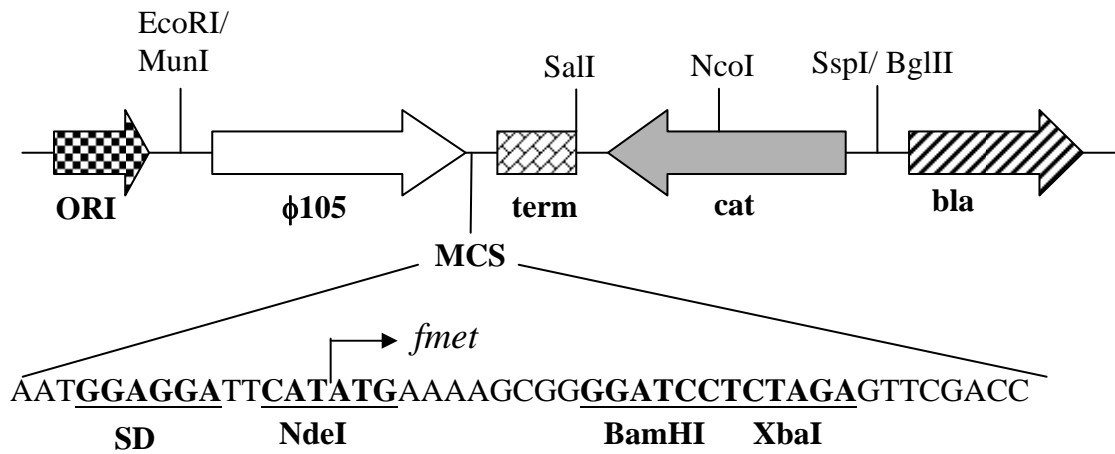 EcoRI/
MunI
SalI
NcoI
SspI/ BglII
ORI
ϕ105
term
cat
bla
MCS
fmet
AATGGAGGATTCATATGAAAAGCGGGGATCCTCTAGAGTTCGACC
SD
NdeI
BamHI
XbaI